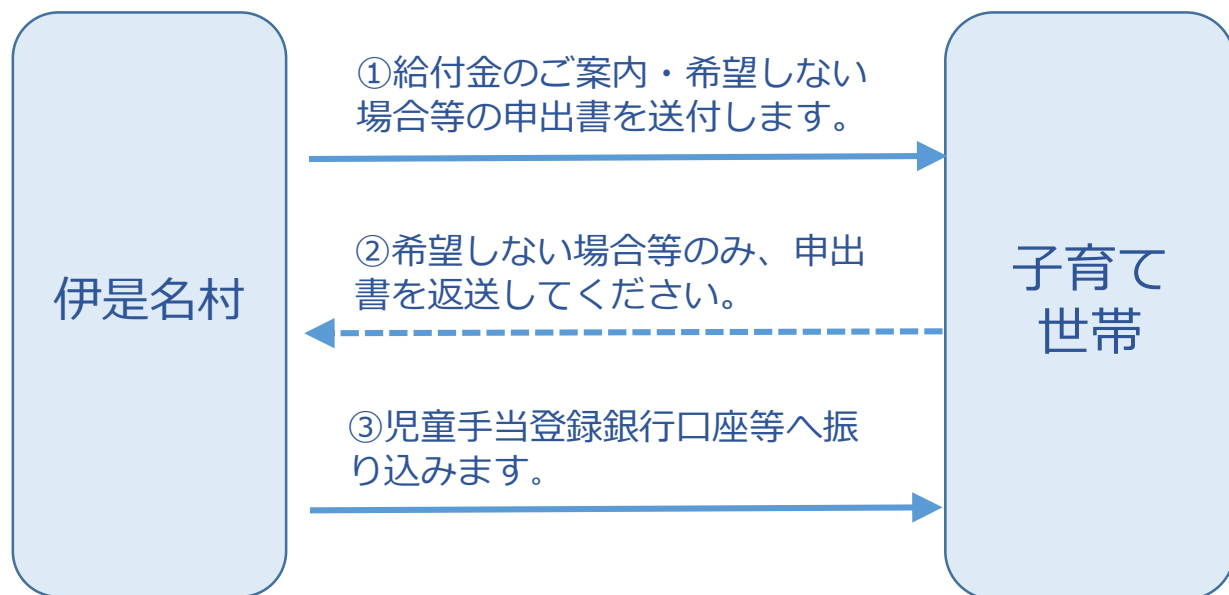 ①給付金のご案内・希望しない
場合等の申出書を送付します。
②希望しない場合等のみ、申出
書を返送してください。
伊是名村
子育て
世帯
③児童手当登録銀行口座等へ振
り込みます.